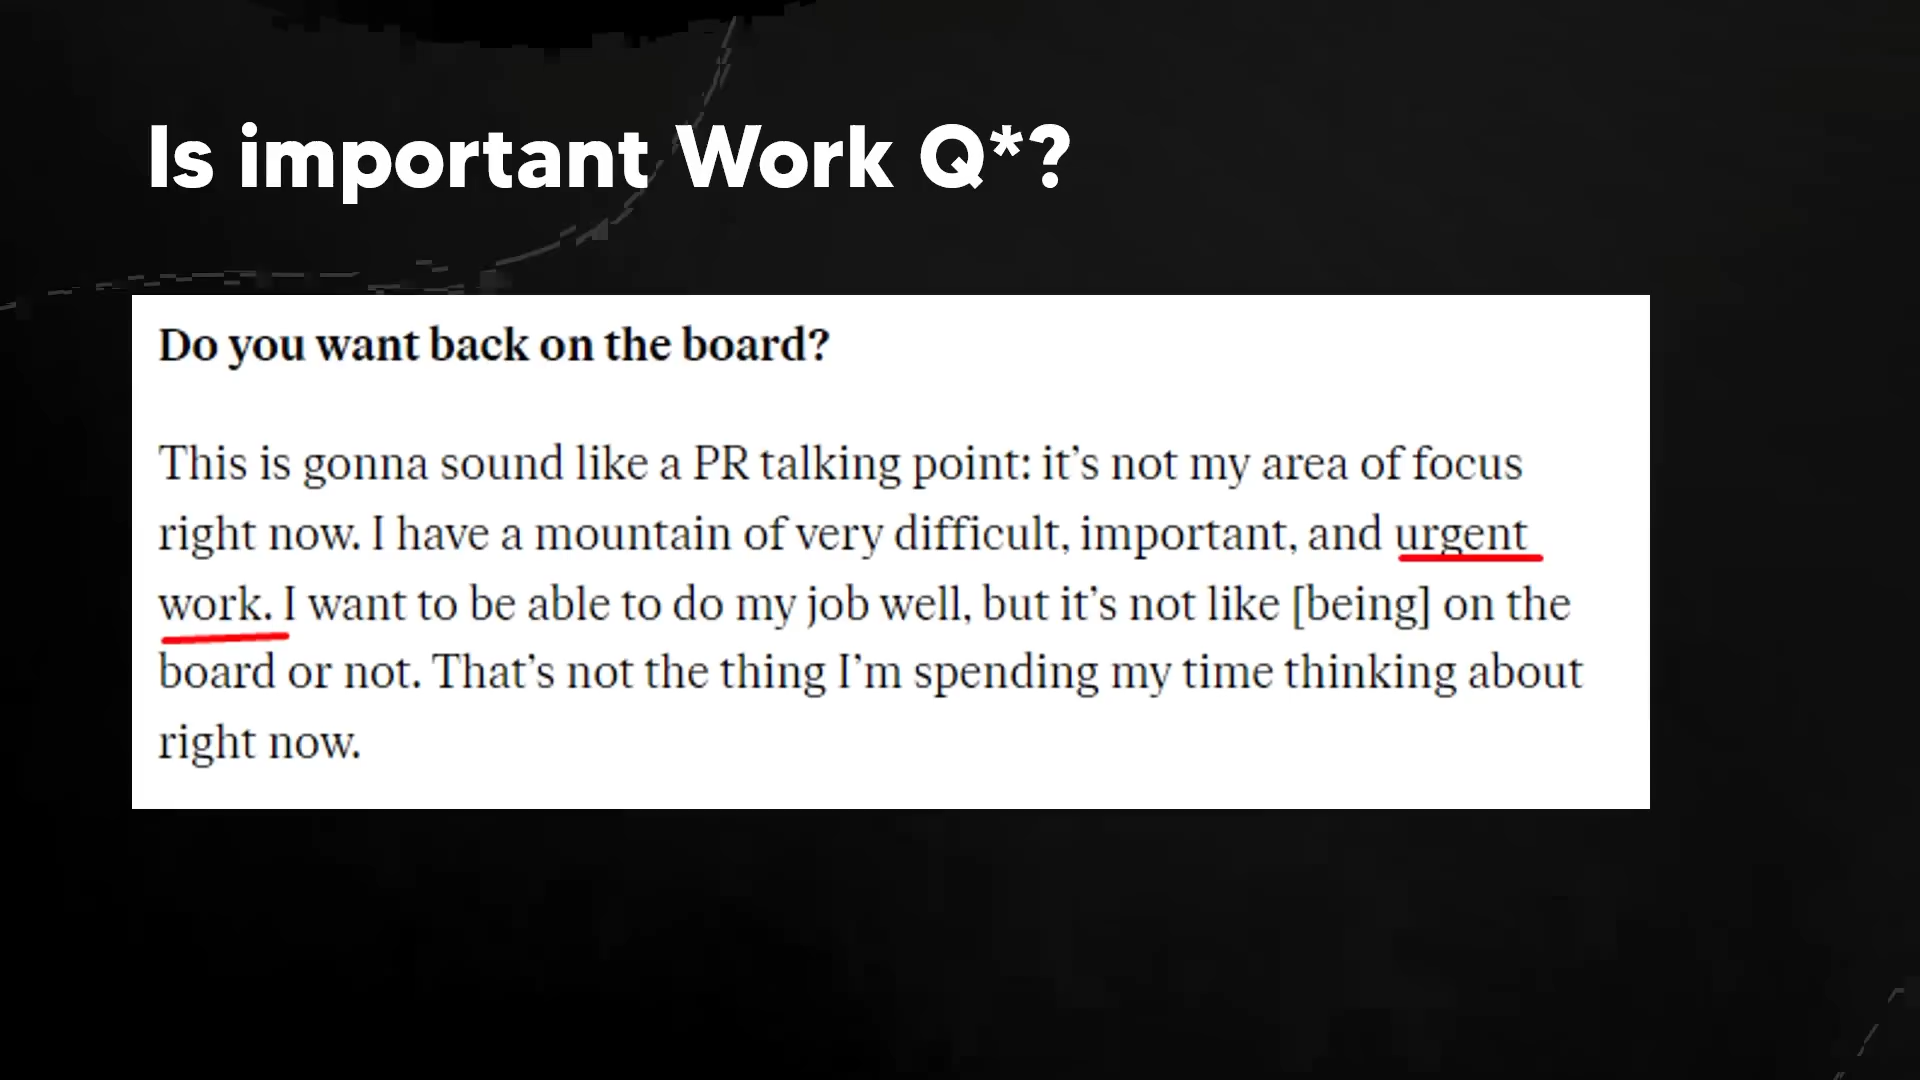 Is important Work Q*?
Do you want back on the board?
This is gonna sound like a PR talking point: it’s not my area of focus
right now. I have a mountain of very difficult, important, and urgent
work. I want to be able to do my job well, but it’s not like [being] on the
board or not. That’s not the thing I’m spending my time thinking about
right now.